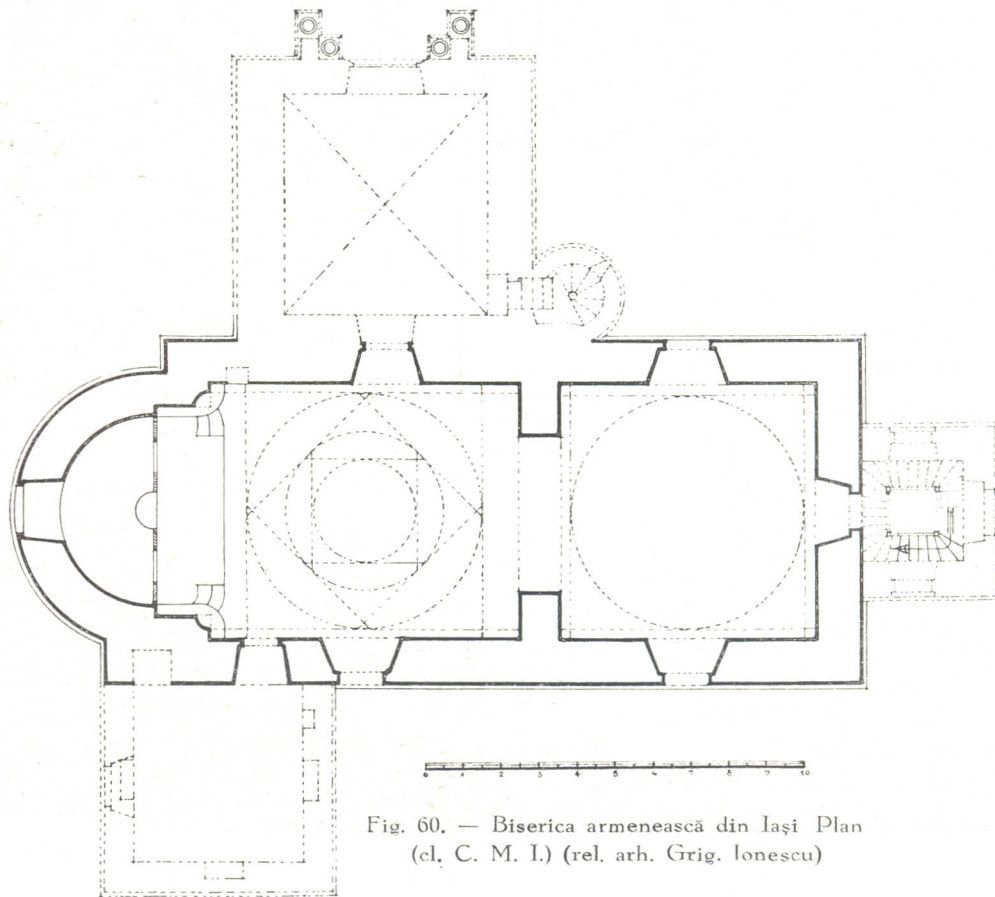 0 1 2 3 4 5 6 7 8 9 10
Fig. 60. — Biserica armenească din Iași Plan
(cl. C. M. I.) (rel. arh. Grig. Ionescu)